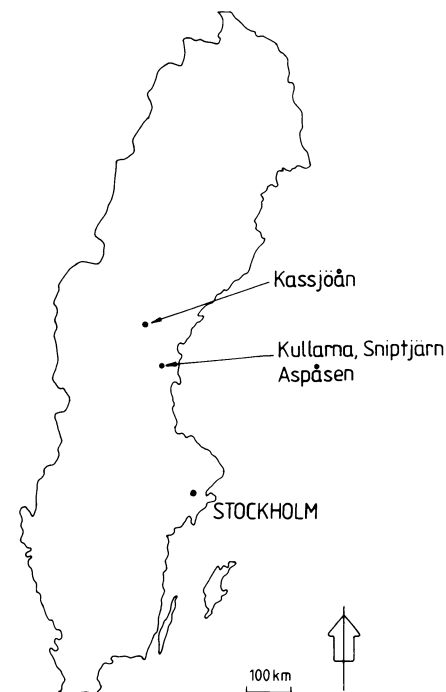 Kassjöån
Kullarna, Sniptjärn
Aspåsen
STOCKHOLM
100 km